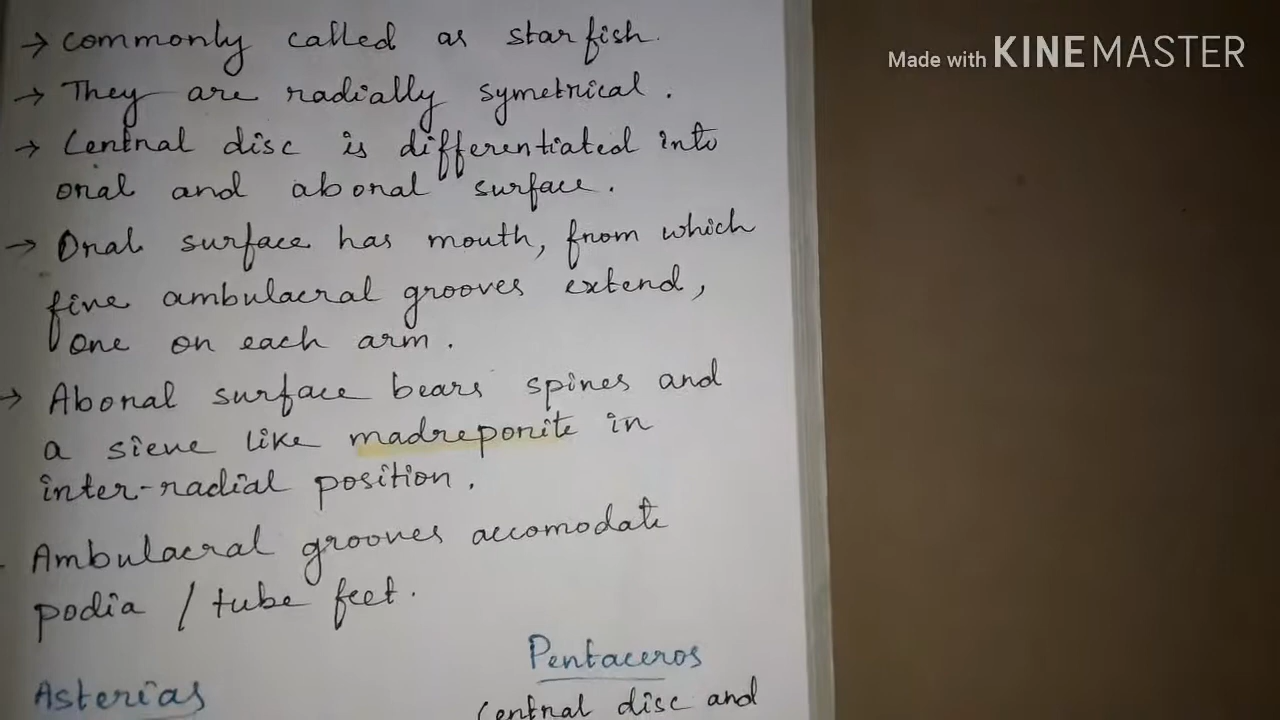 → commonly called as starfish.
→ They are radially symetrical.
→ Central disc is differentiated into
oral and aboral surface.
→ Oral surface has mouth, from which
five ambulacral grooves extend,
one on each arm.
→ Aboral surface bears spines and
a sieve like madreporite in
inter-radial position.
- Ambulacral grooves accomodate
podia / tube feet.
Pentaceros
Asterias
Central disc and
Made with KINEMASTER